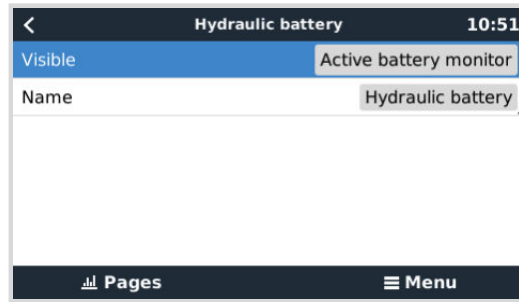 Hydraulic battery 10:51
Visible Active battery monitor
Name Hydraulic battery
Pages Menu